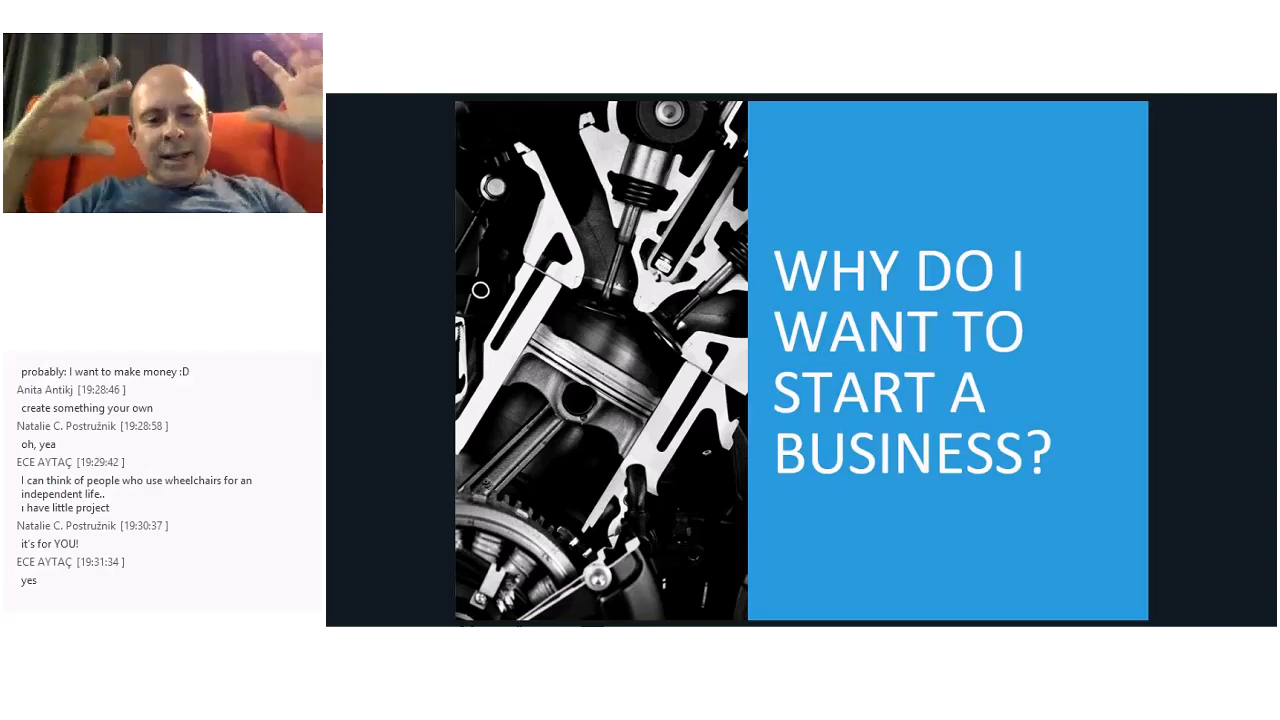 probably: I want to make money :D
Anita Antikj [19:28:46 ]
create something your own
Natalie C. Postružnik [19:28:58 ]
oh, yea
ECE AYTAÇ [19:29:42 ]
I can think of people who use wheelchairs for an
independent life..
ı have little project
Natalie C. Postružnik [19:30:37 ]
it's for YOU!
ECE AYTAÇ [19:31:34 ]
yes
WHY DO I
WANT TO
START A
BUSINESS?